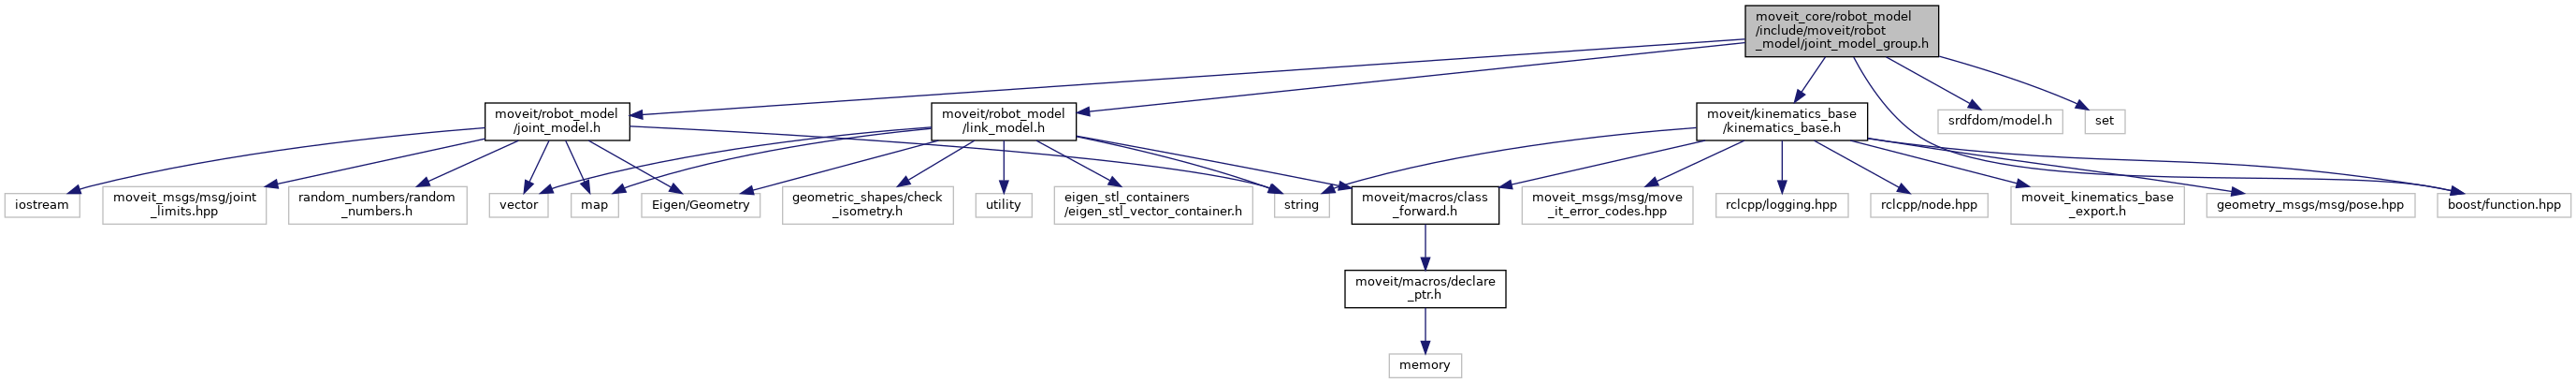 moveit_core/robot_model
/include/moveit/robot
_model/joint_model_group.h
moveit/robot_model
/joint_model.h
moveit/robot_model
/link_model.h
moveit/kinematics_base
/kinematics_base.h
srdfdom/model.h
set
iostream
moveit_msgs/msg/joint
_limits.hpp
random_numbers/random
_numbers.h
vector
map
Eigen/Geometry
geometric_shapes/check
_isometry.h
utility
eigen_stl_containers
/eigen_stl_vector_container.h
string
moveit/macros/class
_forward.h
moveit_msgs/msg/move
_it_error_codes.hpp
rclcpp/logging.hpp
rclcpp/node.hpp
moveit_kinematics_base
_export.h
geometry_msgs/msg/pose.hpp
boost/function.hpp
moveit/macros/declare
_ptr.h
memory